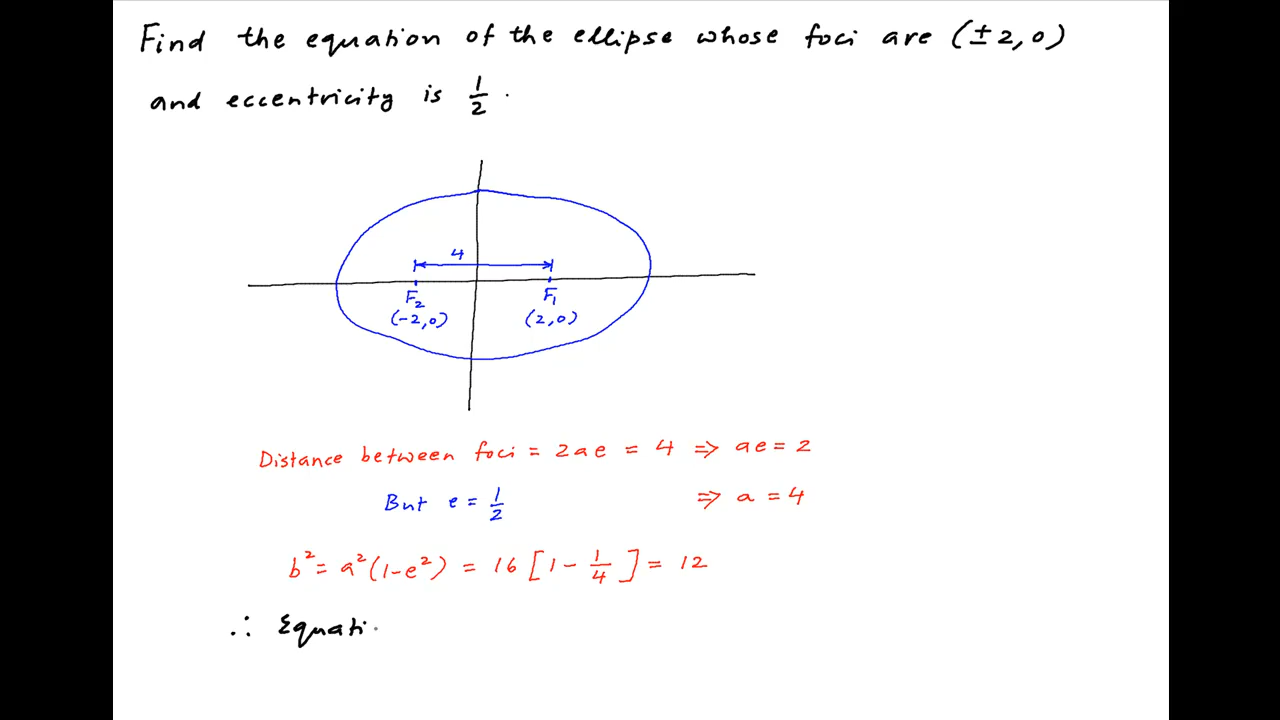 Find the equation of the ellipse whose foci are (±2,0)
and eccentricity is 1/2 .
4
F₂ F₁
(-2,0) (2,0)
Distance between foci = 2ae = 4 ⇒ ae = 2
But e = 1/2 ⇒ a = 4
b² = a²(1-e²) = 16 [1 - 1/4] = 12
∴ Equati